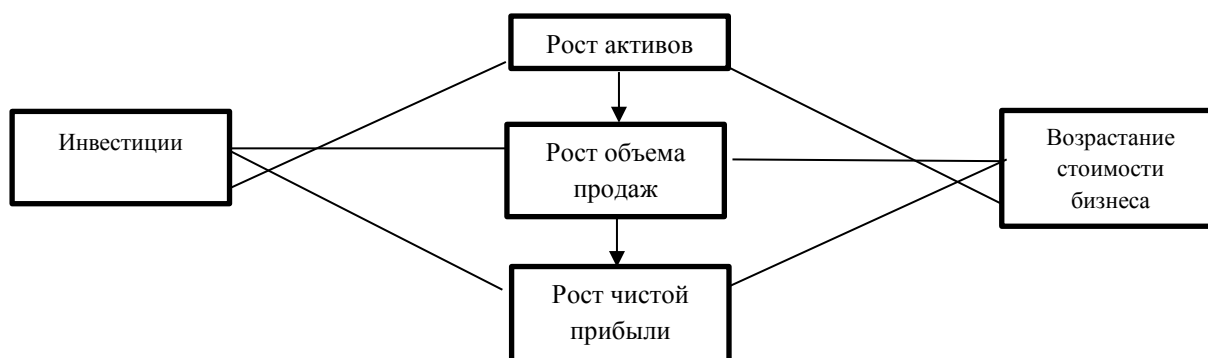 Рост активов
Инвестиции
Рост объема
продаж
Возрастание
стоимости
бизнеса
Рост чистой
прибыли